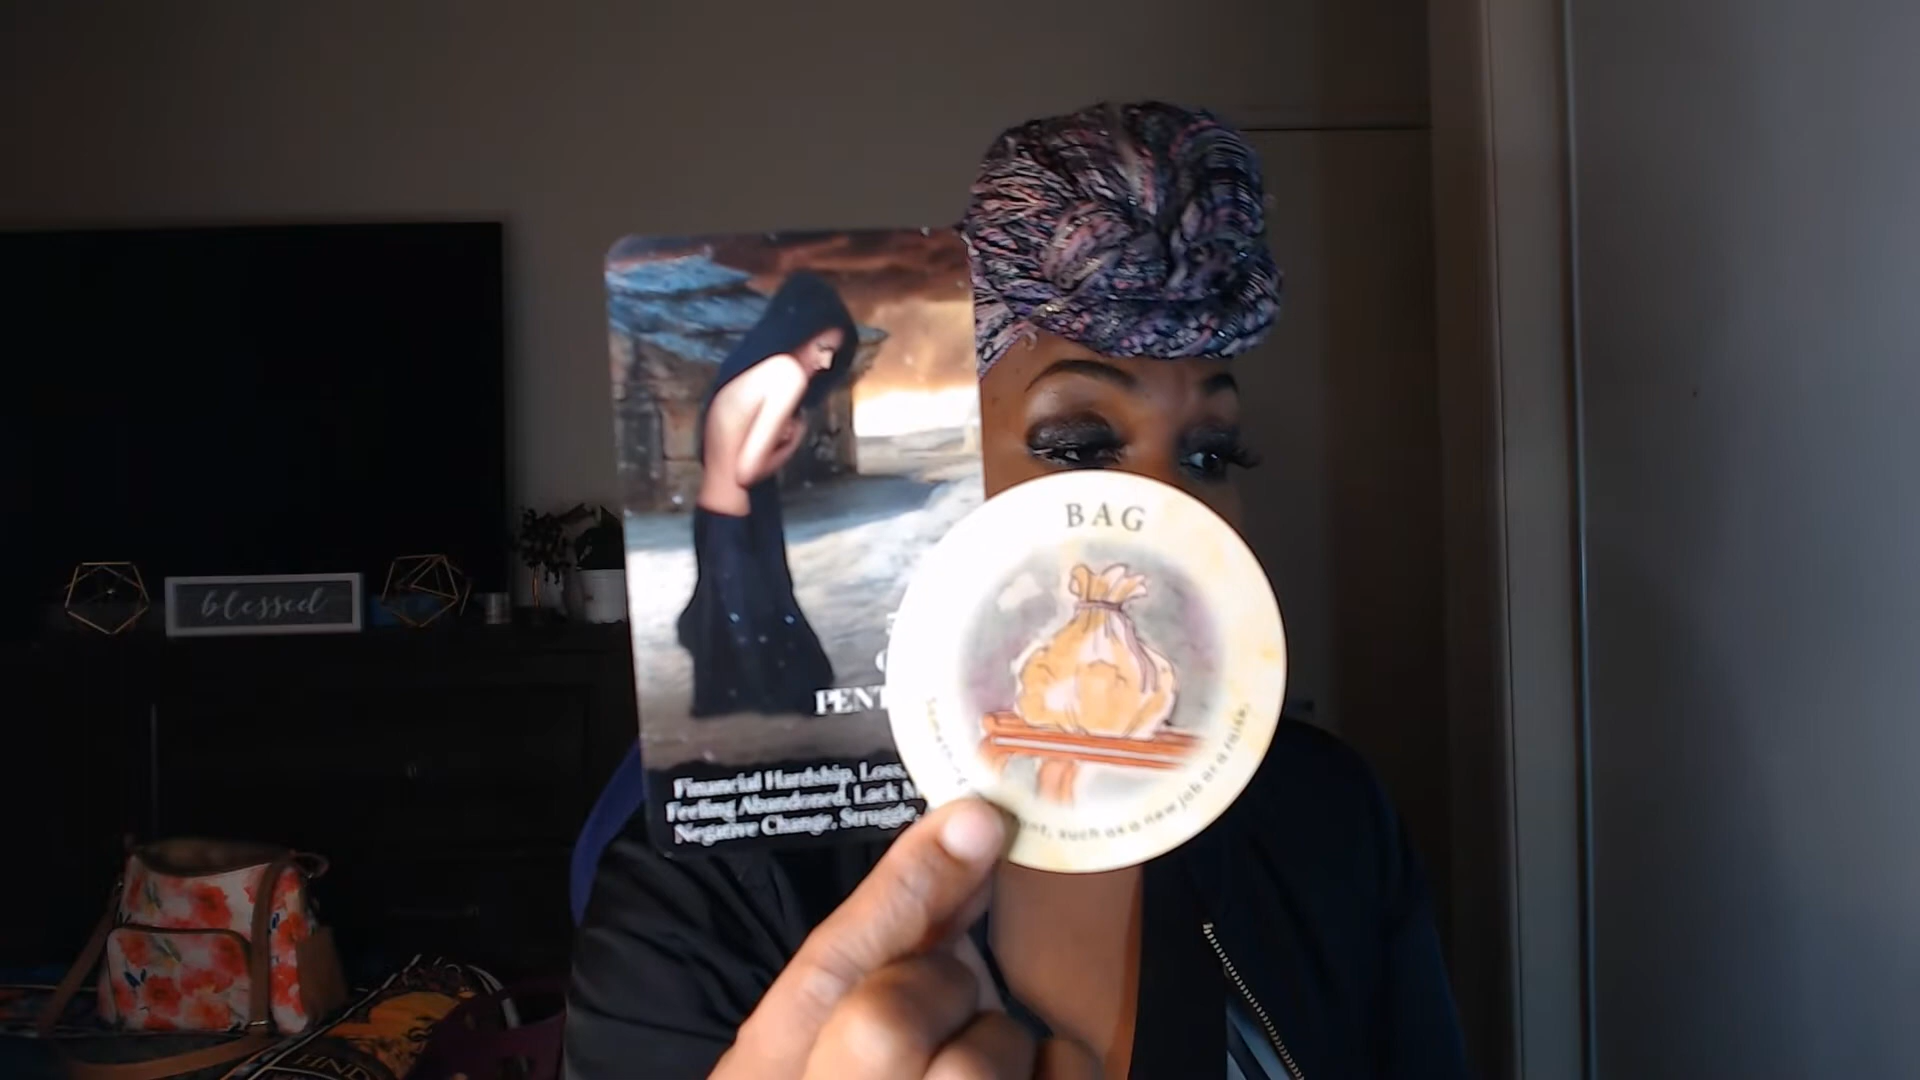 blessed
PENT
Financial Hardship, Loss,
Feeling Abandoned, Lack
Negative Change, Struggle,
BAG
such as a new job or a raise.